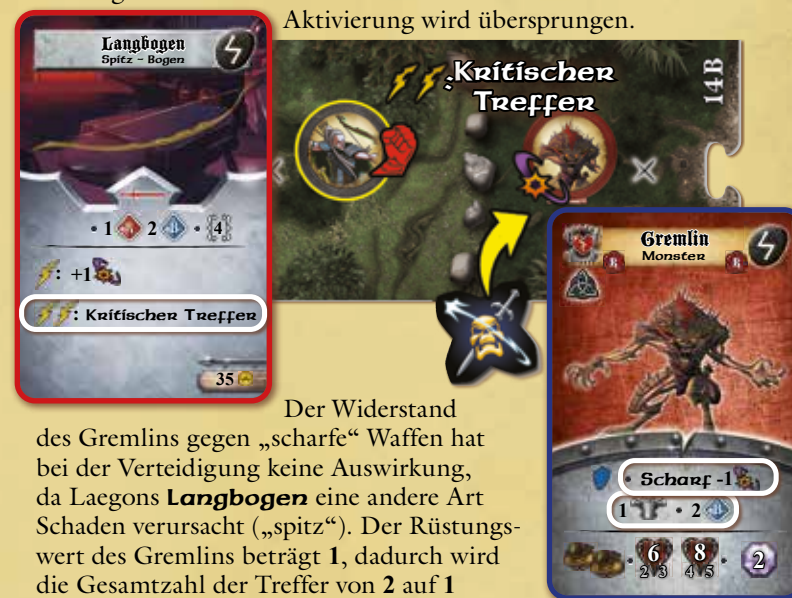 Aktivierung wird übersprungen.
Langbogen
Spitz - Bogen
• 1 2 • 4
: +1
: Kritischer Treffer
35
:Kritischer
Treffer
14B
Gremlin
Monster
R R
• Scharf -1
1 • 2
• 6 8 • 2
2 3 4 5
Der Widerstand
des Gremlins gegen „scharfe“ Waffen hat
bei der Verteidigung keine Auswirkung,
da Laegons Langbogen eine andere Art
Schaden verursacht („spitz“). Der Rüstungs-
wert des Gremlins beträgt 1, dadurch wird
die Gesamtzahl der Treffer von 2 auf 1